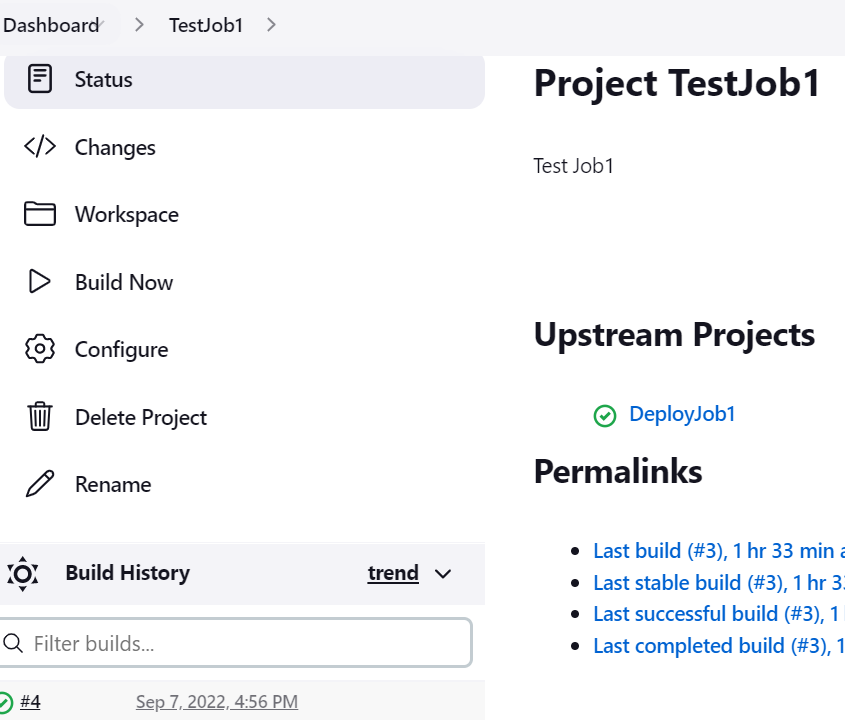 Dashboard > TestJob1 >
Status
Changes
Workspace
Build Now
Configure
Delete Project
Rename
Build History trend
Filter builds...
#4 Sep 7, 2022, 4:56 PM
Project TestJob1
Test Job1
Upstream Projects
DeployJob1
Permalinks
Last build (#3), 1 hr 33 min
Last stable build (#3), 1 hr
Last successful build (#3), 1
Last completed build (#3), 1